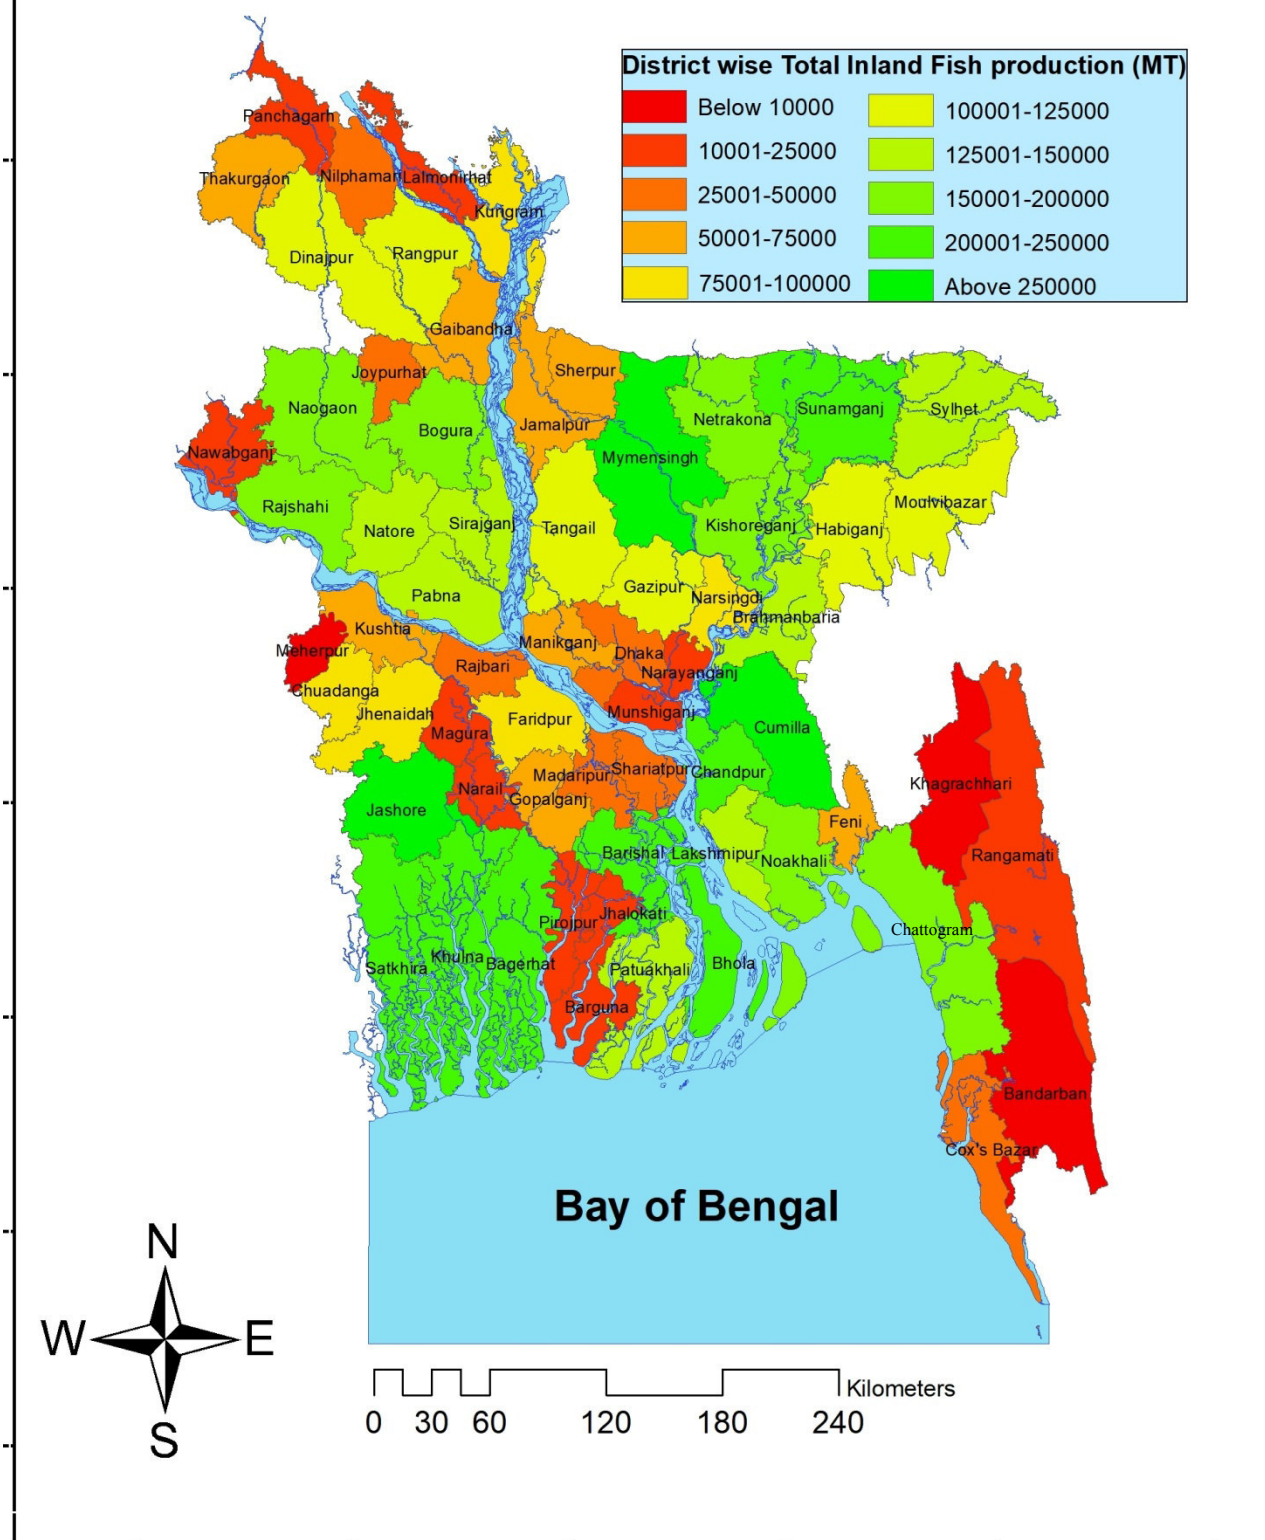 District wise Total Inland Fish production (MT)
Below 10000
10001-25000
25001-50000
50001-75000
75001-100000
100001-125000
125001-150000
150001-200000
200001-250000
Above 250000
Panchagarh
Thakurgaon
Nilphamari
Lalmonirhat
Kungram
Dinajpur
Rangpur
Gaibandha
Joypurhat
Sherpur
Naogaon
Bogura
Jamalpur
Netrakona
Sunamganj
Sylhet
Nawabganj
Mymensingh
Rajshahi
Natore
Sirajganj
Tangail
Kishoreganj
Habiganj
Moulvibazar
Pabna
Gazipur
Narsingdi
Brahmanbaria
Kushtia
Manikganj
Meherpur
Rajbari
Dhaka
Narayanganj
Chuadanga
Jhenaidah
Faridpur
Munshiganj
Magura
Cumilla
Madaripur
Shariatpur
Chandpur
Khagrachhari
Narail
Gopalganj
Jashore
Feni
Barishal
Lakshmipur
Noakhali
Rangamati
Pirojpur
Jhalokati
Chattogram
Satkhira
Khulna
Bagerhat
Patuakhali
Bhola
Barguna
Bandarban
Cox's Bazar
Bay of Bengal
N
W
E
S
Kilometers
0 30 60 120 180 240